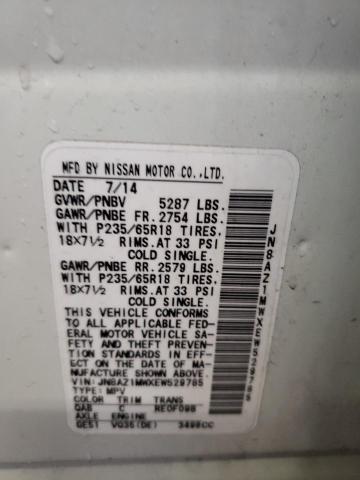 MFD BY NISSAN MOTOR CO.,LTD.
DATE 7/14
GVWR/PNBV 5287 LBS.
GAWR/PNBE FR. 2754 LBS.
WITH P235/65R18 TIRES,
18X7½ RIMS. AT 33 PSI
COLD SINGLE.
GAWR/PNBE RR. 2579 LBS.
WITH P235/65R18 TIRES,
18X7½ RIMS. AT 33 PSI
COLD SINGLE.
THIS VEHICLE CONFORMS
TO ALL APPLICABLE FED-
ERAL MOTOR VEHICLE SA-
FETY AND THEFT PREVENTION
STANDARDS IN EFFECT
ECT ON THE DATE OF MA-
NUFACTURE SHOWN ABOVE.
VIN: JN8AZ1MWXEW529785
TYPE: MPV
COLOR TRIM TRANS
QAB C RE0F09B
AXLE ENGINE
GE51 VQ35(DE) 3498CC
JN8AZ1MWXEW529785